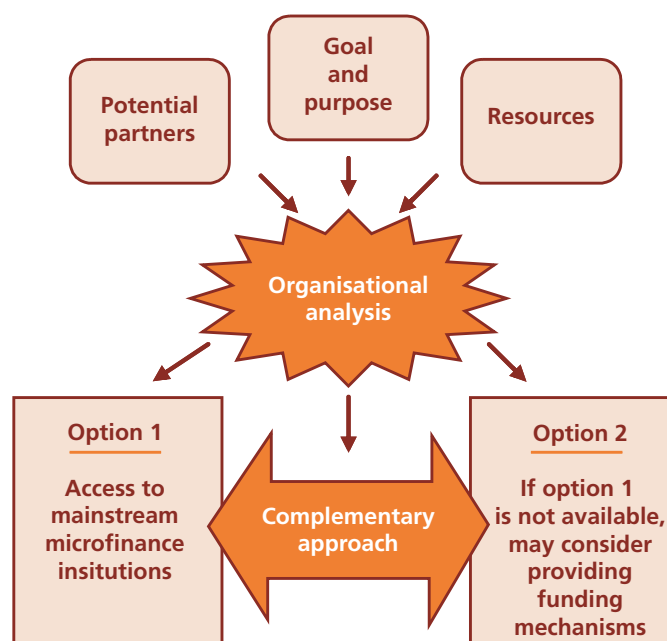 Goal
and
purpose
Potential
partners
Resources
Organisational
analysis
Option 1
Access to
mainstream
microfinance
insitutions
Complementary
approach
Option 2
If option 1
is not available,
may consider
providing
funding
mechanisms